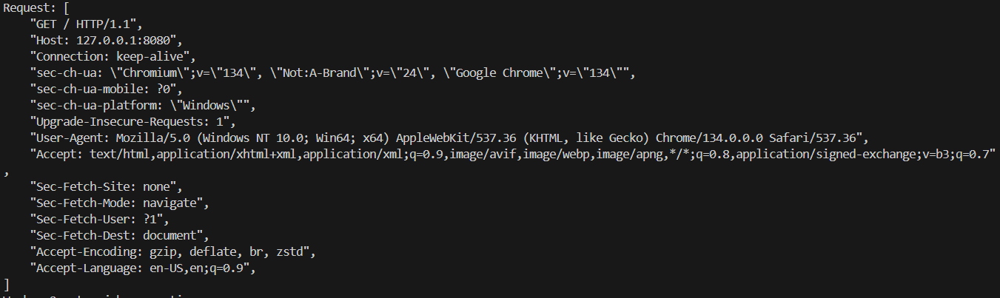 Request: [
    "GET / HTTP/1.1",
    "Host: 127.0.0.1:8080",
    "Connection: keep-alive",
    "sec-ch-ua: \"Chromium\";v=\"134\", \"Not:A-Brand\";v=\"24\", \"Google Chrome\";v=\"134\"",
    "sec-ch-ua-mobile: ?0",
    "sec-ch-ua-platform: \"Windows\"",
    "Upgrade-Insecure-Requests: 1",
    "User-Agent: Mozilla/5.0 (Windows NT 10.0; Win64; x64) AppleWebKit/537.36 (KHTML, like Gecko) Chrome/134.0.0.0 Safari/537.36",
    "Accept: text/html,application/xhtml+xml,application/xml;q=0.9,image/avif,image/webp,image/apng,*/*;q=0.8,application/signed-exchange;v=b3;q=0.7"
,
    "Sec-Fetch-Site: none",
    "Sec-Fetch-Mode: navigate",
    "Sec-Fetch-User: ?1",
    "Sec-Fetch-Dest: document",
    "Accept-Encoding: gzip, deflate, br, zstd",
    "Accept-Language: en-US,en;q=0.9",
]